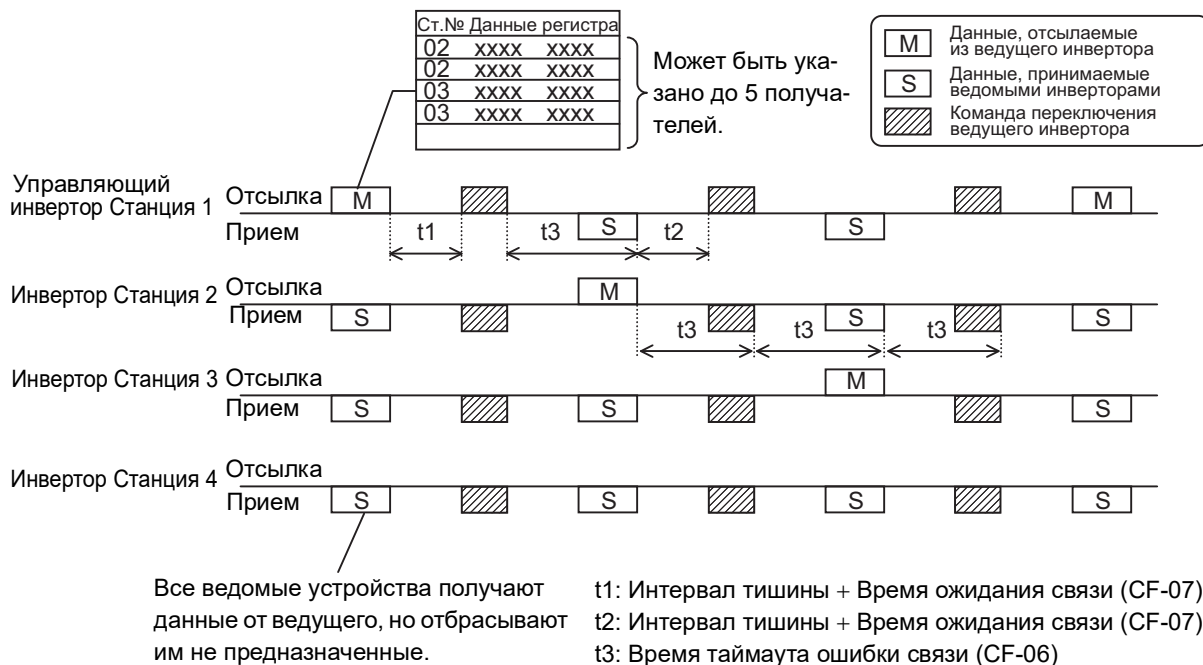 Ст.№ Данные регистра
02 xxxx xxxx
02 xxxx xxxx
03 xxxx xxxx
03 xxxx xxxx
Может быть ука-
зано до 5 получа-
телей.
M Данные, отсылаемые
из ведущего инвертора
S Данные, принимаемые
ведомыми инверторами
Команда переключения
ведущего инвертора
Управляющий
инвертор Станция 1
Отсылка
M M
Прием
t1 t3 S t2 S
Инвертор Станция 2
Отсылка
M
Прием
S S S
t3 t3 t3
Инвертор Станция 3 Отсылка
M
Прием
S S S
Инвертор Станция 4 Отсылка
Прием
S S S S
Все ведомые устройства получают
данные от ведущего, но отбрасывают
им не предназначенные.
t1: Интервал тишины + Время ожидания связи (CF-07)
t2: Интервал тишины + Время ожидания связи (CF-07)
t3: Время таймаута ошибки связи (CF-06)